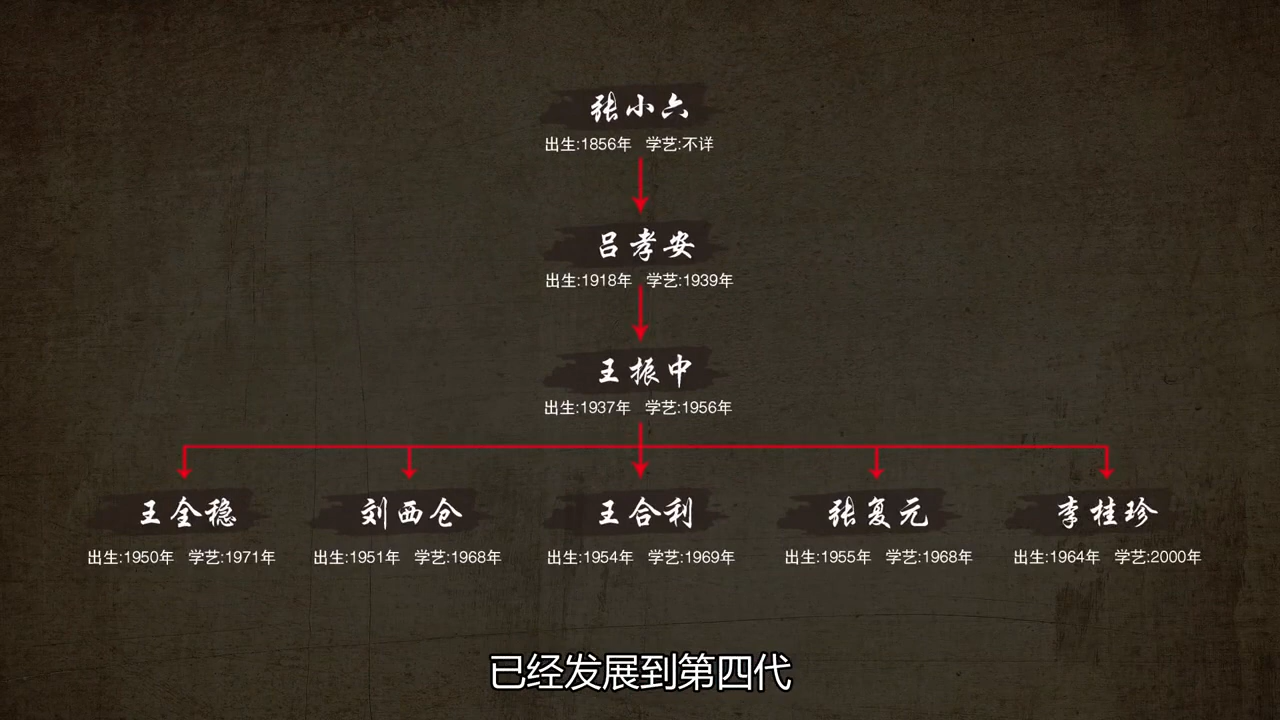 张小六
出生:1856年 学艺:不详
吕孝安
出生:1918年 学艺:1939年
王振中
出生:1937年 学艺:1956年
王全稳 刘西仓 王合利 张复元 李桂珍
出生:1950年 学艺:1971年 出生:1951年 学艺:1968年 出生:1954年 学艺:1969年 出生:1955年 学艺:1968年 出生:1964年 学艺:2000年
已经发展到第四代